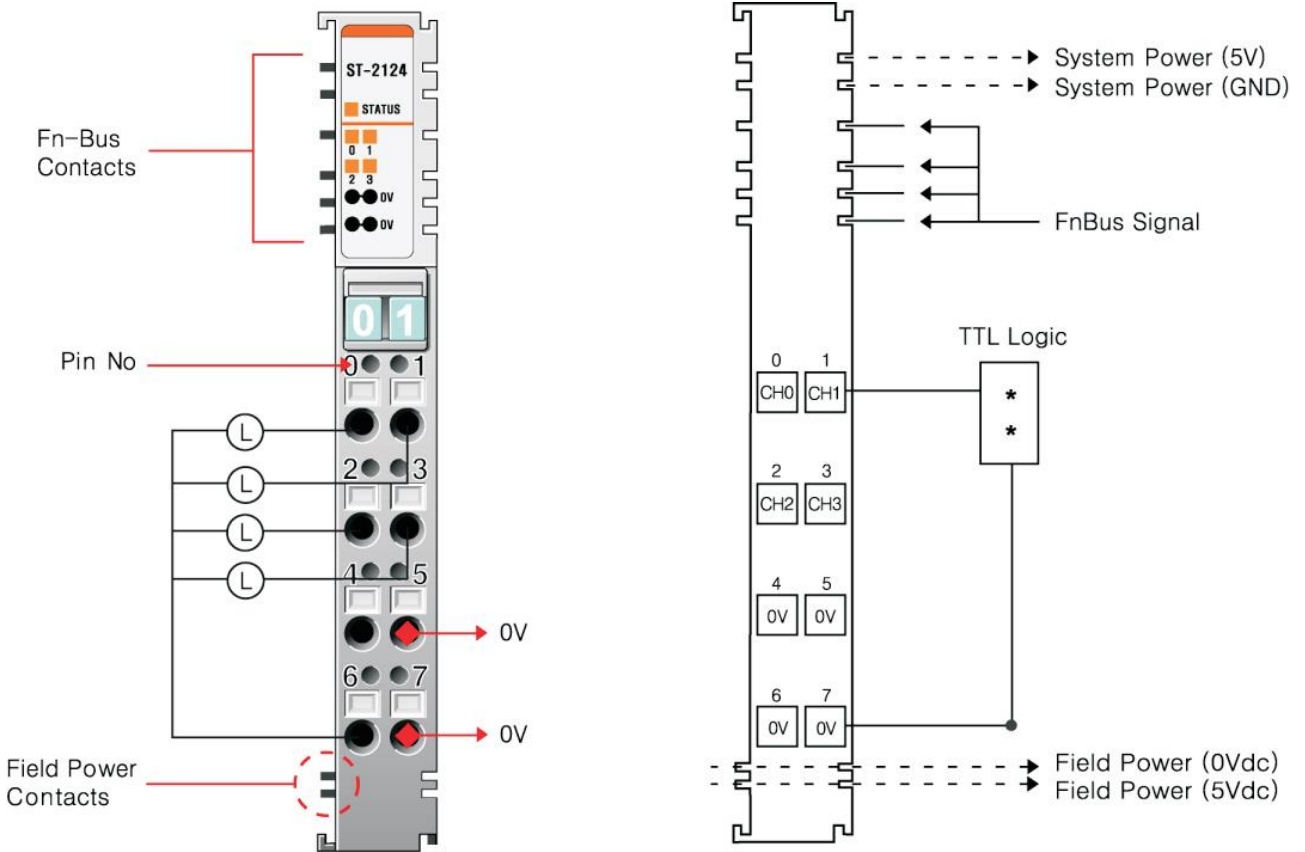 ST-2124
STATUS
0 1
2 3
0V
0V
Fn-Bus
Contacts
01
Pin No
0 1
L
2 3
L
L
L
4 5
0V
6 7
0V
Field Power
Contacts
System Power (5V)
System Power (GND)
FnBus Signal
TTL Logic
0 1
CH0 CH1
*
*
2 3
CH2 CH3
4 5
0V 0V
6 7
0V 0V
Field Power (0Vdc)
Field Power (5Vdc)